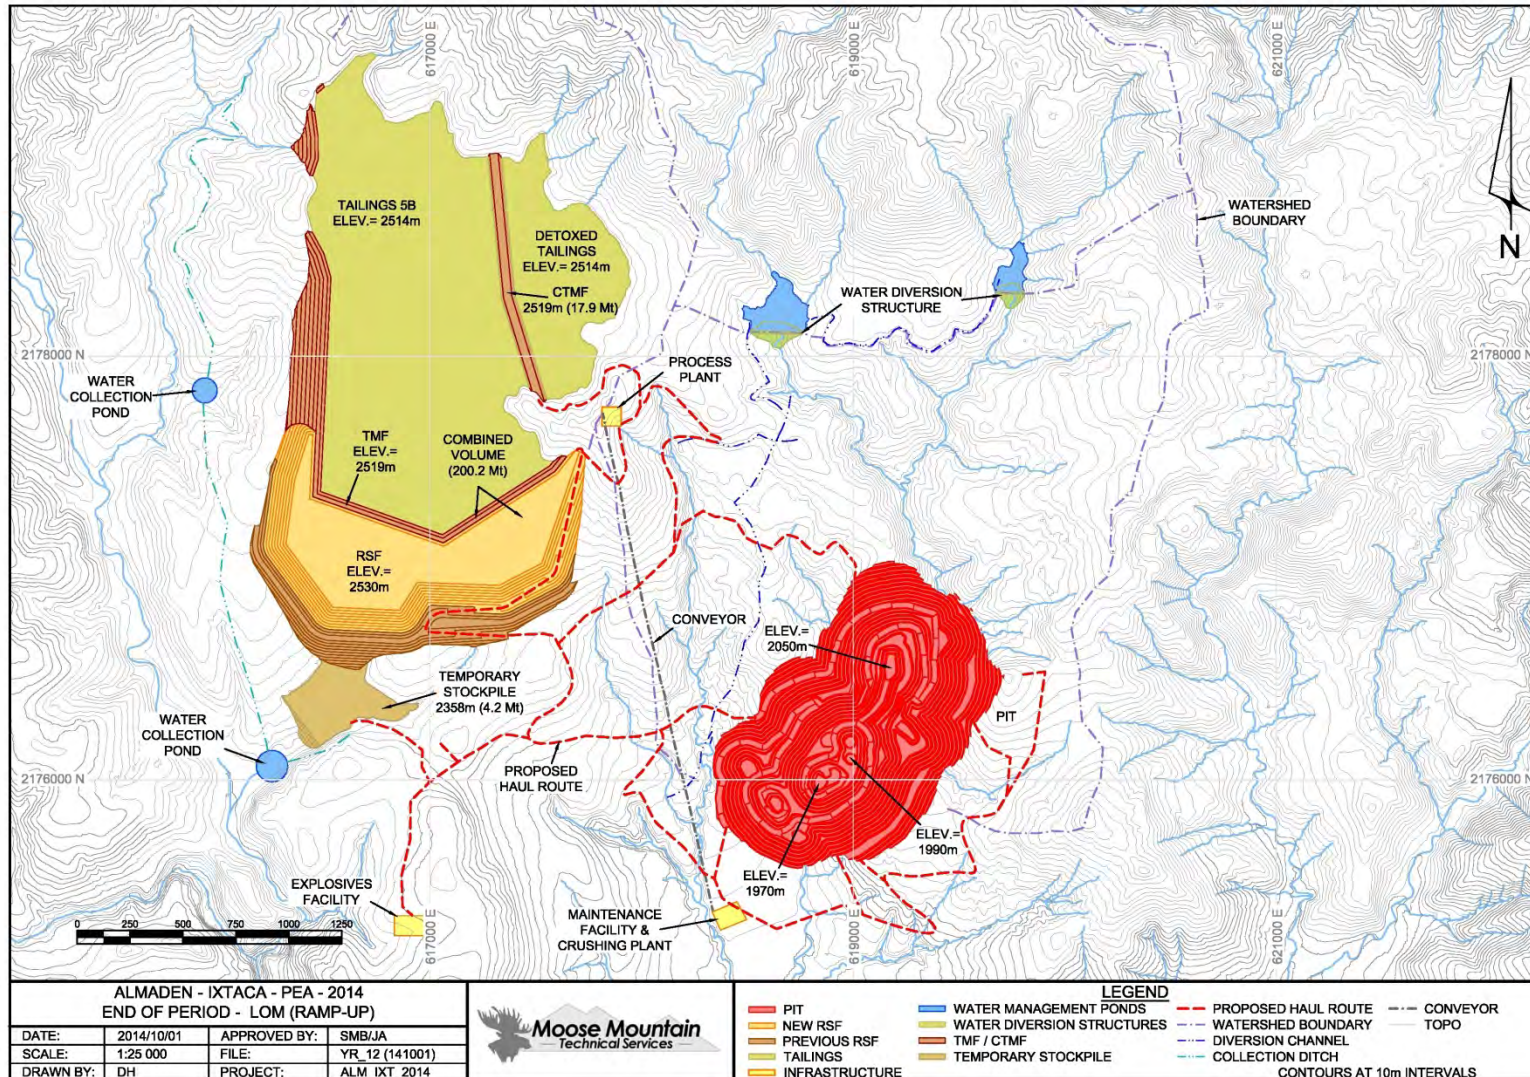 617000 E
619000 E
621000 E
TAILINGS 5B
ELEV.= 2514m
DETOXED
TAILINGS
ELEV.= 2514m
CTMF
2519m (17.9 Mt)
WATERSHED
BOUNDARY
N
WATER DIVERSION
STRUCTURE
2178000 N
2178000 N
WATER
COLLECTION
POND
PROCESS
PLANT
TMF
ELEV.=
2519m
COMBINED
VOLUME
(200.2 Mt)
RSF
ELEV.=
2530m
CONVEYOR
ELEV.=
2050m
TEMPORARY
STOCKPILE
2358m (4.2 Mt)
PIT
WATER
COLLECTION
POND
PROPOSED
HAUL ROUTE
2176000 N
2176000 N
ELEV.=
1990m
ELEV.=
1970m
EXPLOSIVES
FACILITY
MAINTENANCE
FACILITY &
CRUSHING PLANT
0 250 500 750 1000 1250
617000 E
619000 E
621000 E
ALMADEN - IXTACA - PEA - 2014
END OF PERIOD - LOM (RAMP-UP)
DATE: 2014/10/01 APPROVED BY: SMB/JA
SCALE: 1:25 000 FILE: YR_12 (141001)
DRAWN BY: DH PROJECT: ALM_IXT_2014
Moose Mountain
Technical Services
LEGEND
PIT
NEW RSF
PREVIOUS RSF
TAILINGS
INFRASTRUCTURE
WATER MANAGEMENT PONDS
WATER DIVERSION STRUCTURES
TMF / CTMF
TEMPORARY STOCKPILE
PROPOSED HAUL ROUTE
WATERSHED BOUNDARY
DIVERSION CHANNEL
COLLECTION DITCH
CONVEYOR
TOPO
CONTOURS AT 10m INTERVALS